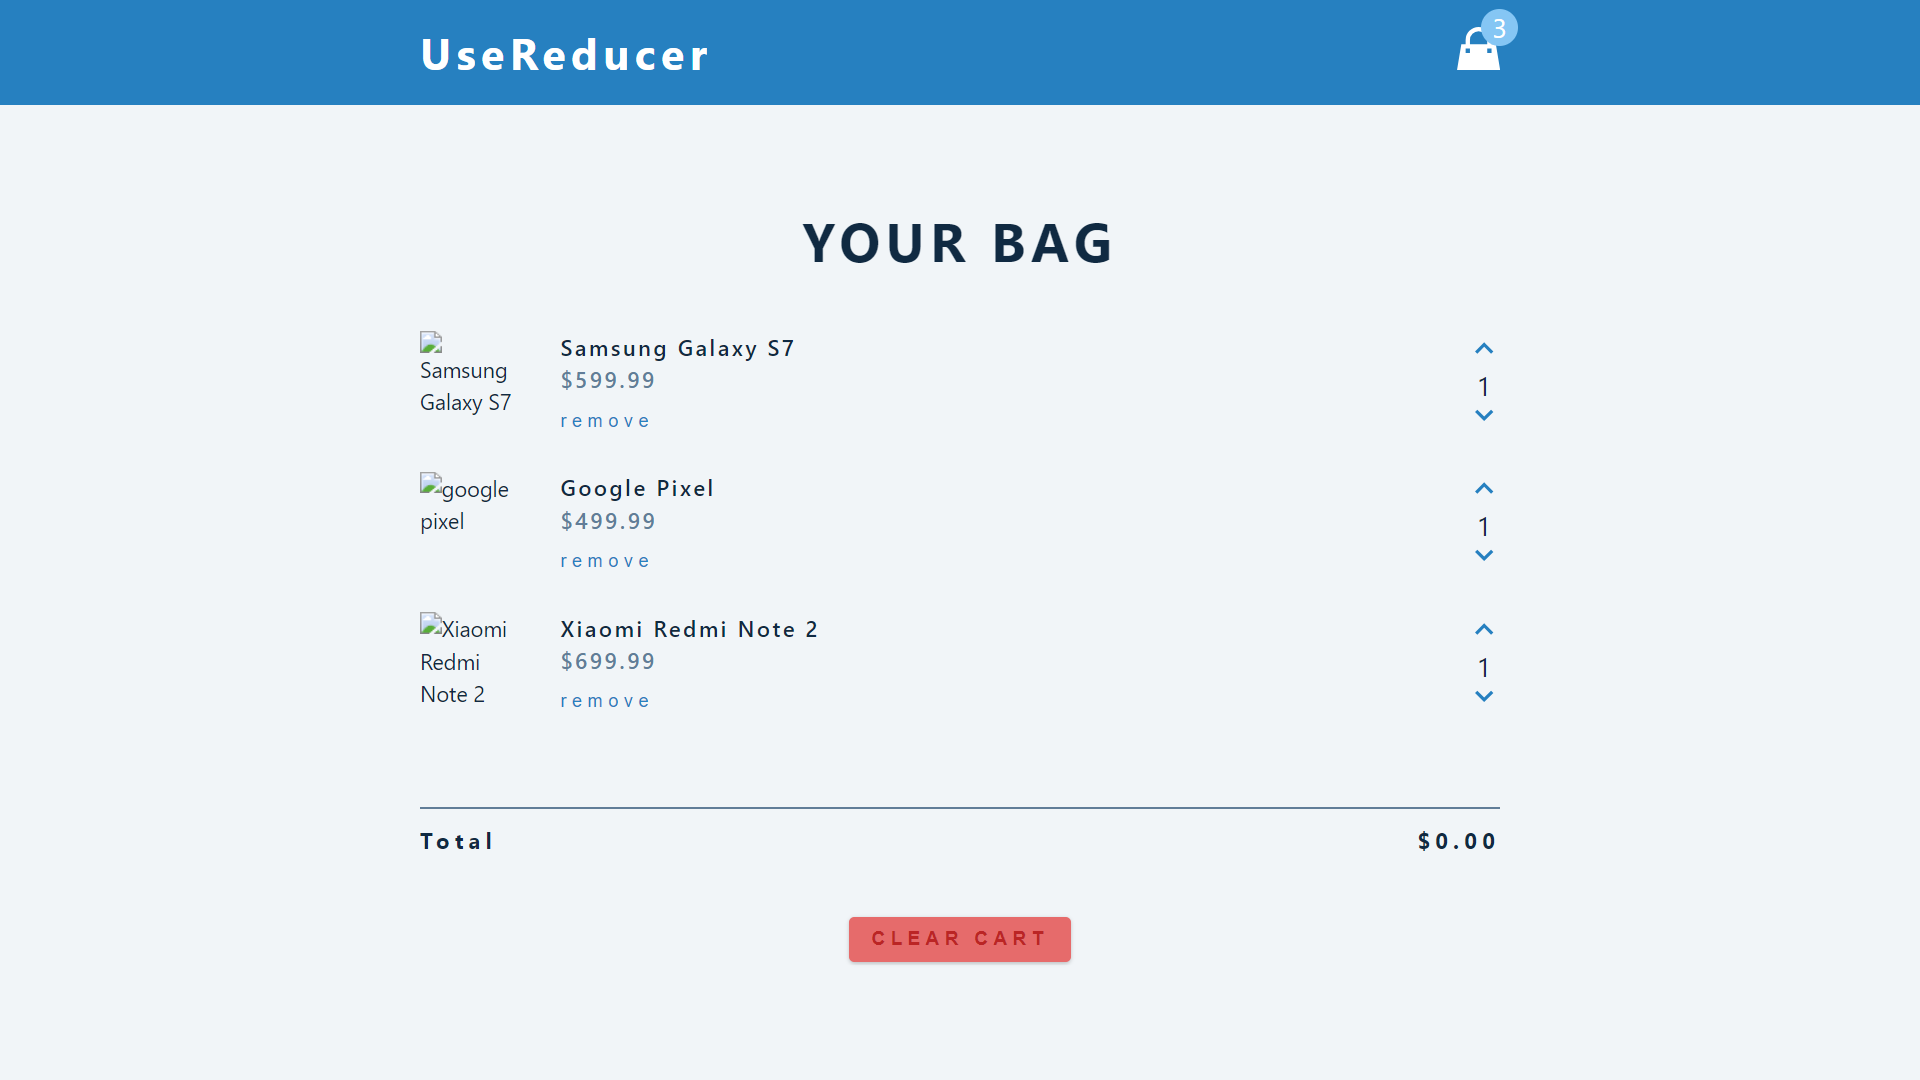 UseReducer
3
YOUR BAG
Samsung
Galaxy S7
Samsung Galaxy S7
$599.99
remove
1
google
pixel
Google Pixel
$499.99
remove
1
Xiaomi
Redmi
Note 2
Xiaomi Redmi Note 2
$699.99
remove
1
Total
$0.00
CLEAR CART